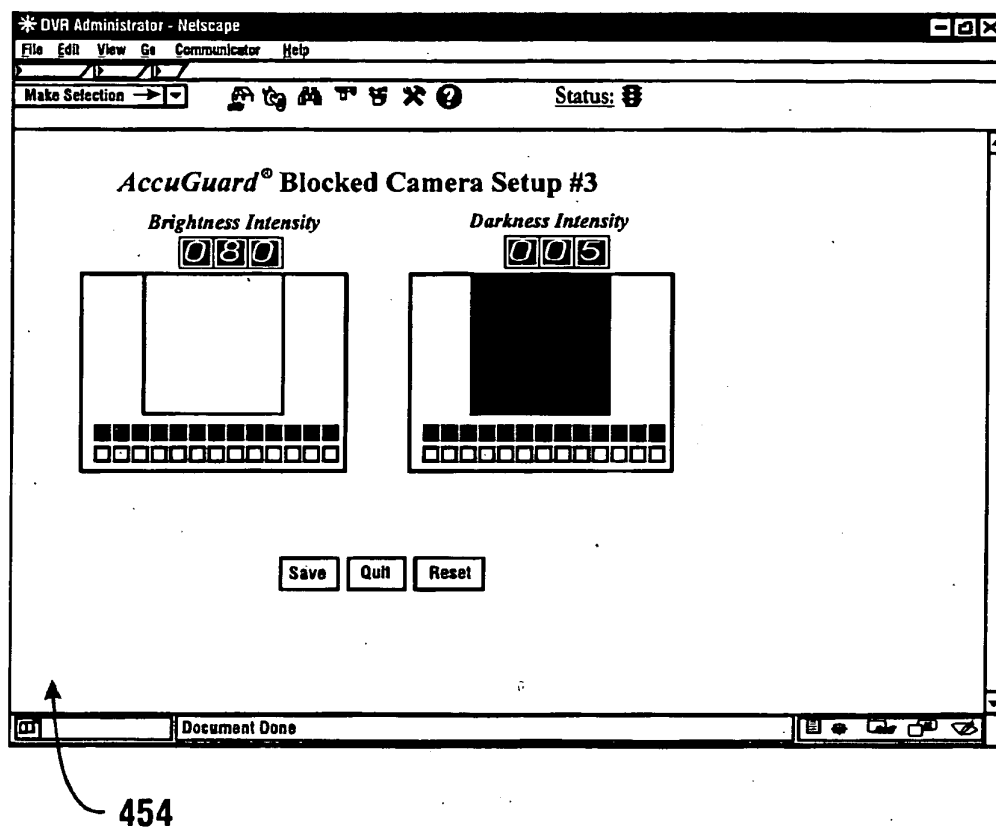 DVR Administrator - Netscape
File Edit View Go Communicator Help
Make Selection
Status:
AccuGuard® Blocked Camera Setup #3
Brightness Intensity
Darkness Intensity
080
005
Save Quit Reset
Document Done
454